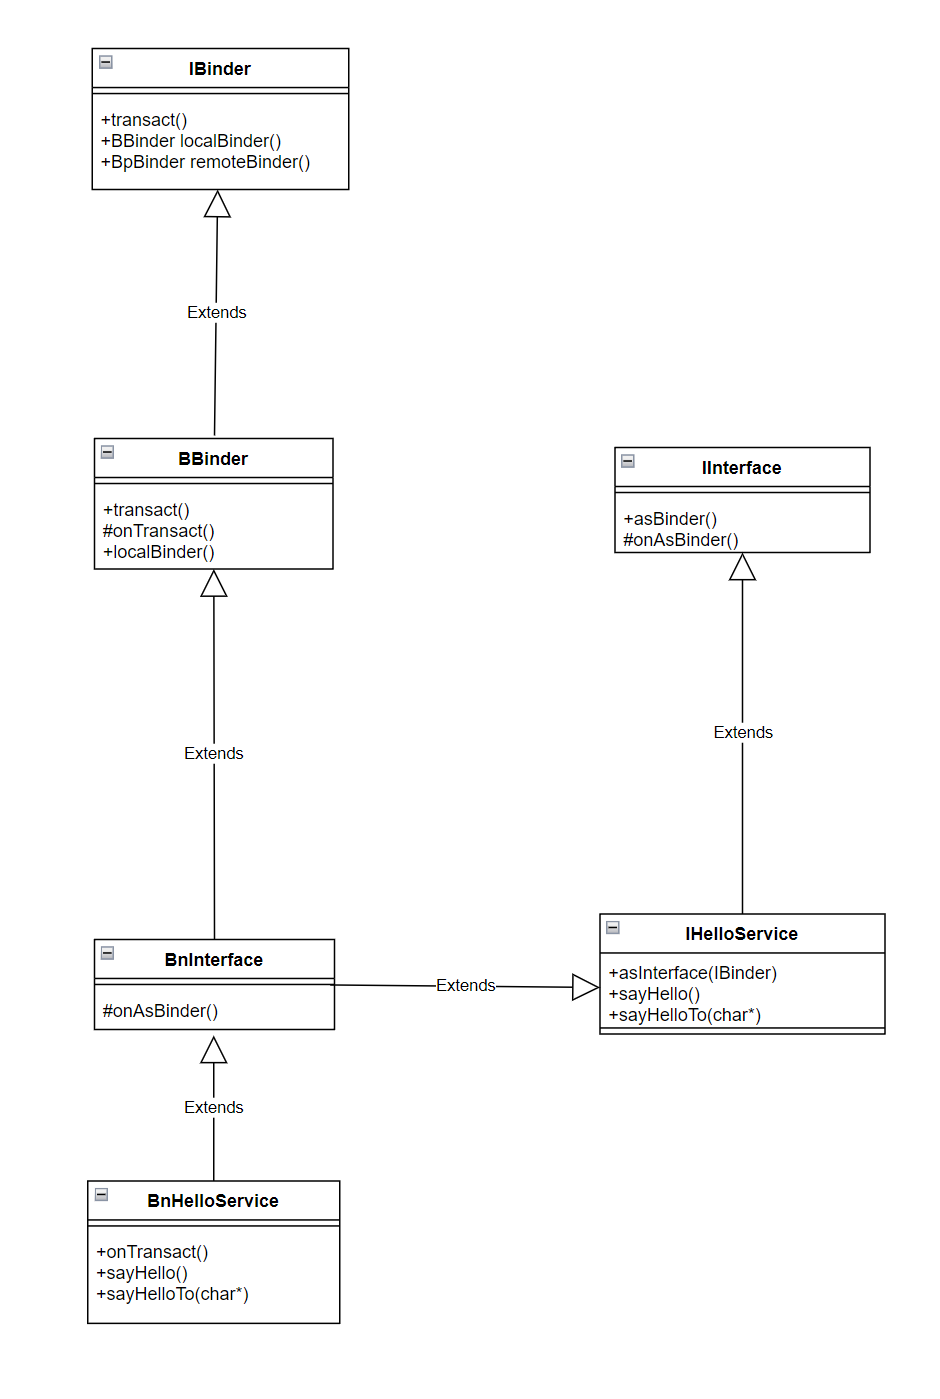 IBinder
+transact()
+BBinder localBinder()
+BpBinder remoteBinder()
Extends
BBinder
+transact()
#onTransact()
+localBinder()
IInterface
+asBinder()
#onAsBinder()
Extends
Extends
BnInterface
#onAsBinder()
Extends
IHelloService
+asInterface(IBinder)
+sayHello()
+sayHelloTo(char*)
Extends
BnHelloService
+onTransact()
+sayHello()
+sayHelloTo(char*)